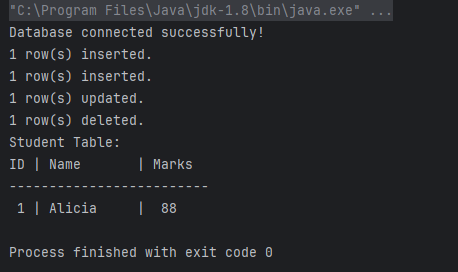 "C:\Program Files\Java\jdk-1.8\bin\java.exe" ...
Database connected successfully!
1 row(s) inserted.
1 row(s) inserted.
1 row(s) updated.
1 row(s) deleted.
Student Table:
ID | Name       | Marks
-------------------------
 1 | Alicia     |  88

Process finished with exit code 0